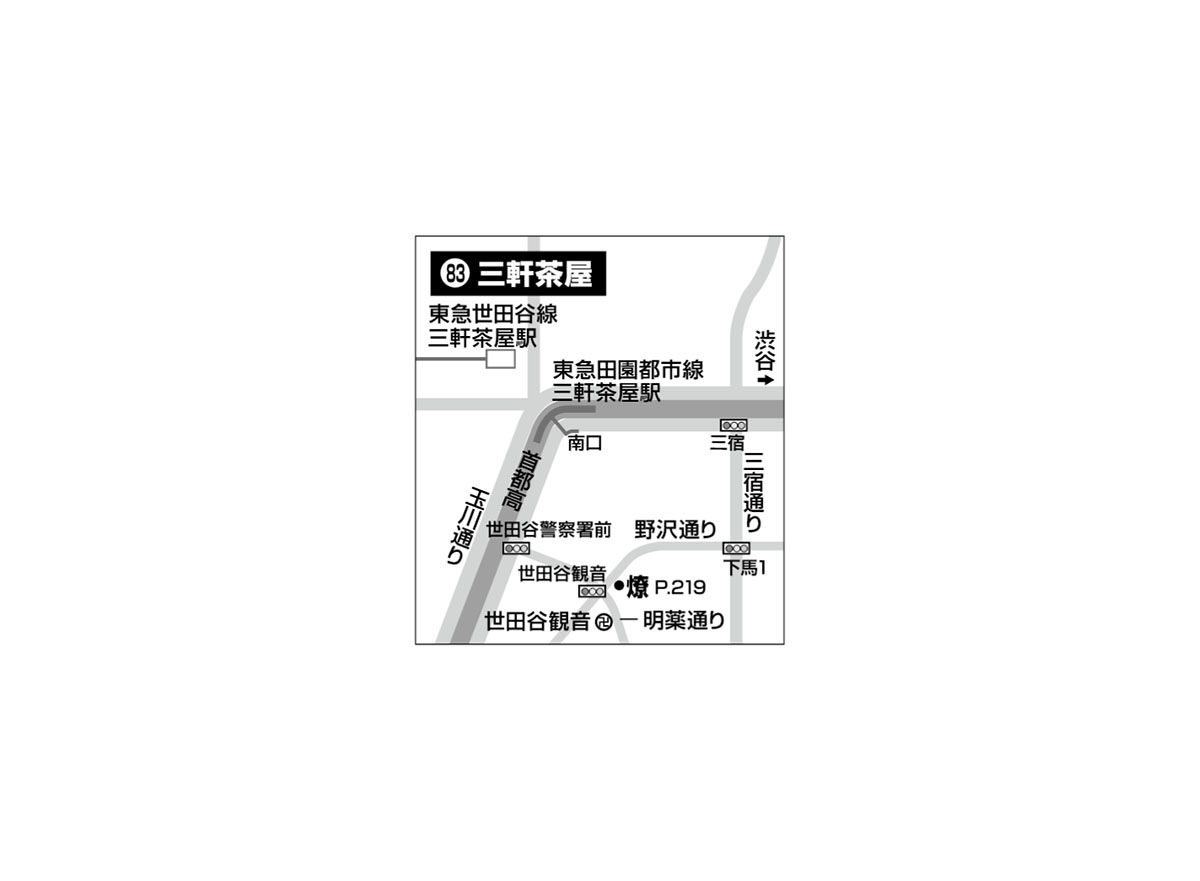 83 三軒茶屋
東急世田谷線
三軒茶屋駅
渋谷
東急田園都市線
三軒茶屋駅
南口
三宿
首都高
三宿通り
玉川通り
世田谷警察署前
野沢通り
下馬1
世田谷観音
燎 P.219
世田谷観音卍
明薬通り